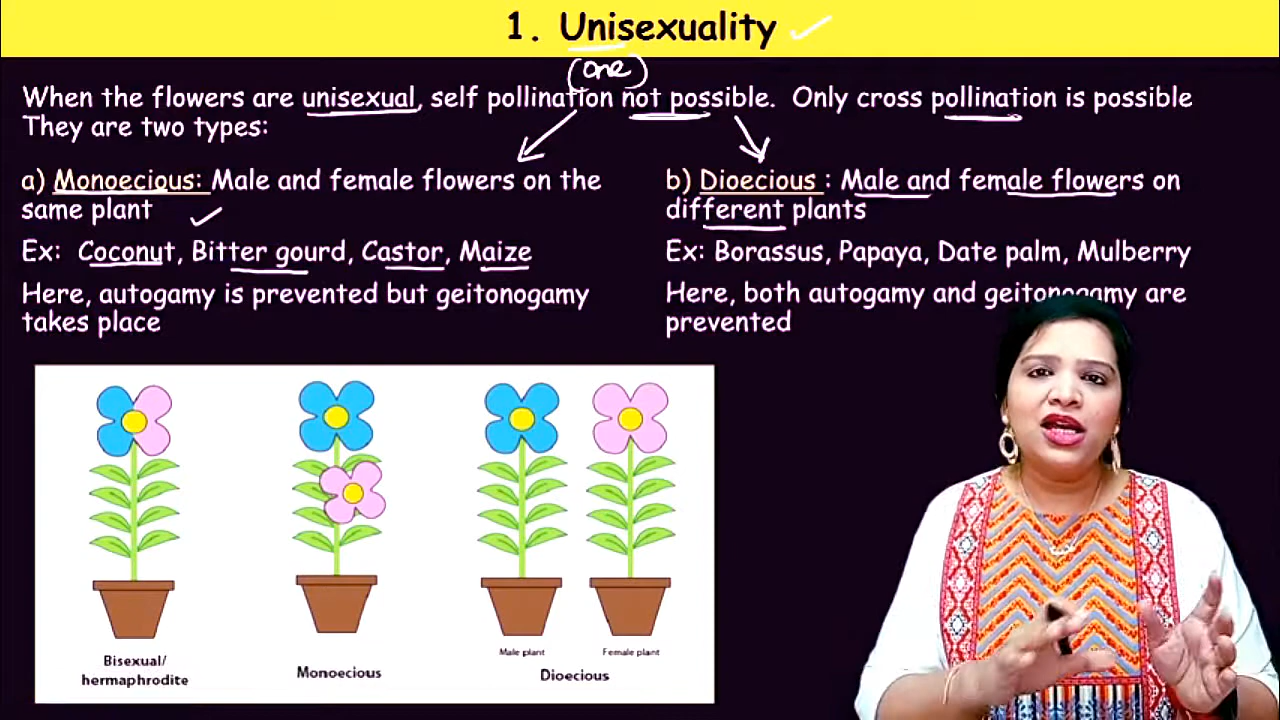 1. Unisexuality
(one)
When the flowers are unisexual, self pollination not possible. Only cross pollination is possible
They are two types:
a) Monoecious: Male and female flowers on the
same plant
Ex: Coconut, Bitter gourd, Castor, Maize
Here, autogamy is prevented but geitonogamy
takes place
b) Dioecious : Male and female flowers on
different plants
Ex: Borassus, Papaya, Date palm, Mulberry
Here, both autogamy and geitonogamy are
prevented
Bisexual/
hermaphrodite
Monoecious
Male plant
Female plant
Dioecious